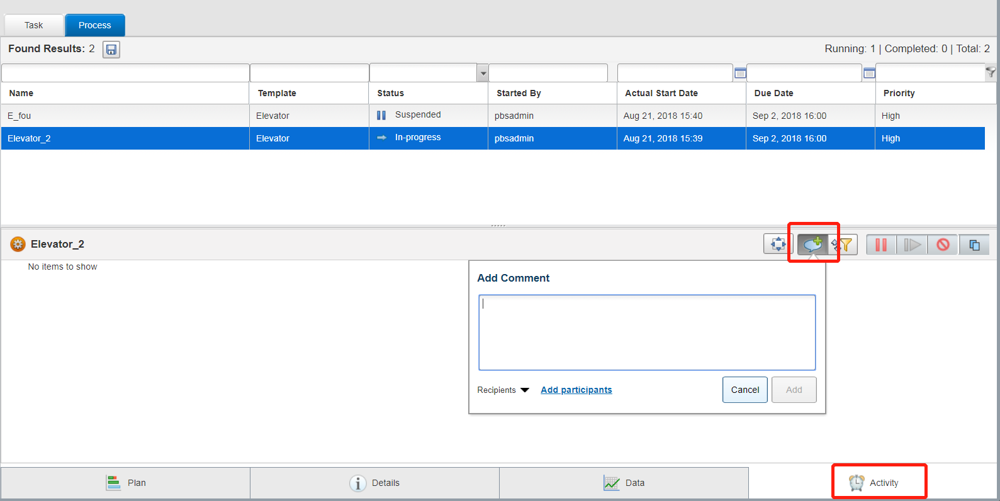 Task Process
Found Results: 2 Running: 1 | Completed: 0 | Total: 2
Name Template Status Started By Actual Start Date Due Date Priority
E_fou Elevator Suspended pbsadmin Aug 21, 2018 15:40 Sep 2, 2018 16:00 High
Elevator_2 Elevator In-progress pbsadmin Aug 21, 2018 15:39 Sep 2, 2018 16:00 High
Elevator_2
No items to show
Add Comment
Recipients Add participants Cancel Add
Plan Details Data Activity